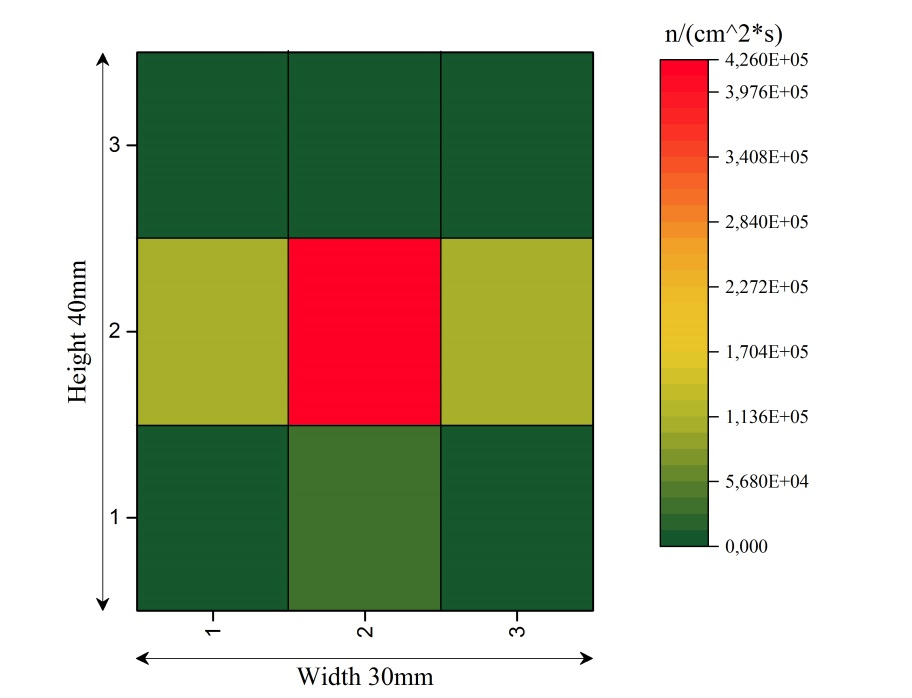 n/(cm^2*s)
4,260E+05
3,976E+05
3,408E+05
2,840E+05
2,272E+05
1,704E+05
1,136E+05
5,680E+04
0,000
Height 40mm
3
2
1
1
2
3
Width 30mm